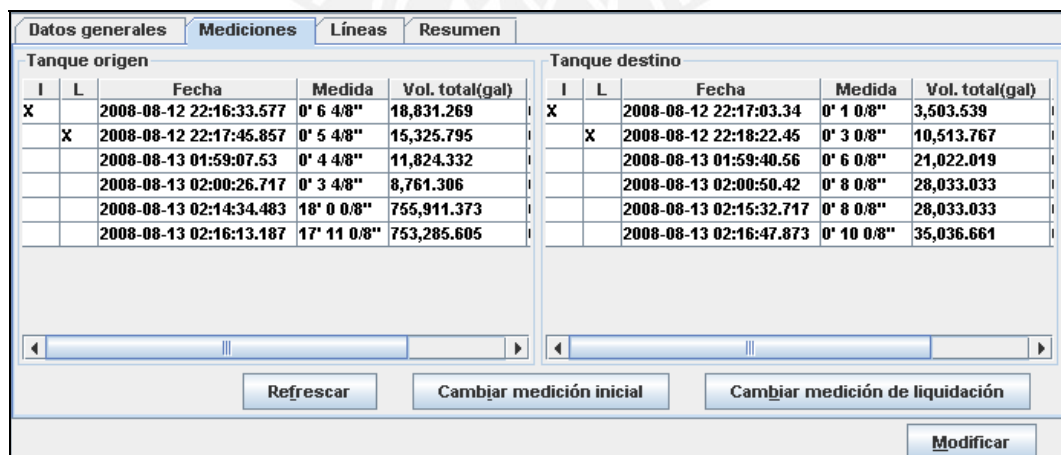 Datos generales Mediciones Líneas Resumen
Tanque origen
I L Fecha Medida Vol. total(gal)
X 2008-08-12 22:16:33.577 0' 6 4/8" 18,831.269
X 2008-08-12 22:17:45.857 0' 5 4/8" 15,325.795
2008-08-13 01:59:07.53 0' 4 4/8" 11,824.332
2008-08-13 02:00:26.717 0' 3 4/8" 8,761.306
2008-08-13 02:14:34.483 18' 0 0/8" 755,911.373
2008-08-13 02:16:13.187 17' 11 0/8" 753,285.605
Tanque destino
I L Fecha Medida Vol. total(gal)
X 2008-08-12 22:17:03.34 0' 1 0/8" 3,503.539
X 2008-08-12 22:18:22.45 0' 3 0/8" 10,513.767
2008-08-13 01:59:40.56 0' 6 0/8" 21,022.019
2008-08-13 02:00:50.42 0' 8 0/8" 28,033.033
2008-08-13 02:15:32.717 0' 8 0/8" 28,033.033
2008-08-13 02:16:47.873 0' 10 0/8" 35,036.661
Refrescar Cambiar medición inicial Cambiar medición de liquidación
Modificar